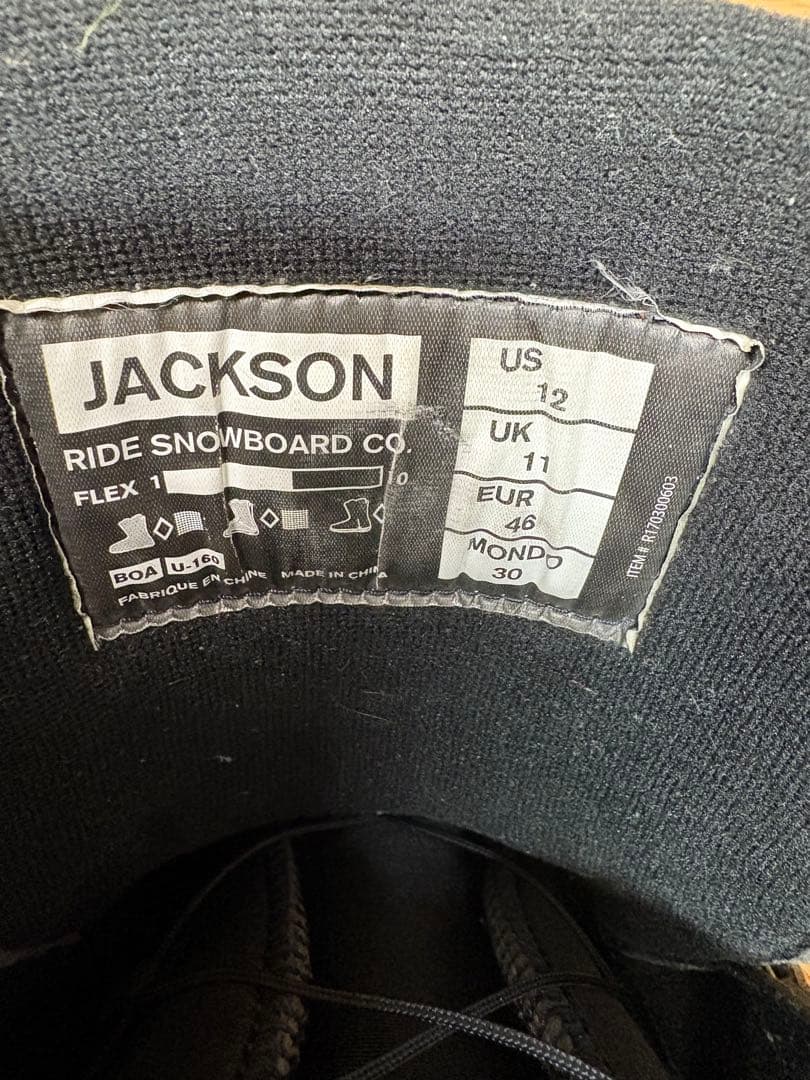 JACKSON
RIDE SNOWBOARD CO.
FLEX 1 10
BOA U-160
FABRIQUE EN CHINE MADE IN CHINA
US
12
UK
11
EUR
46
MONDO
30
ITEM# R170300603